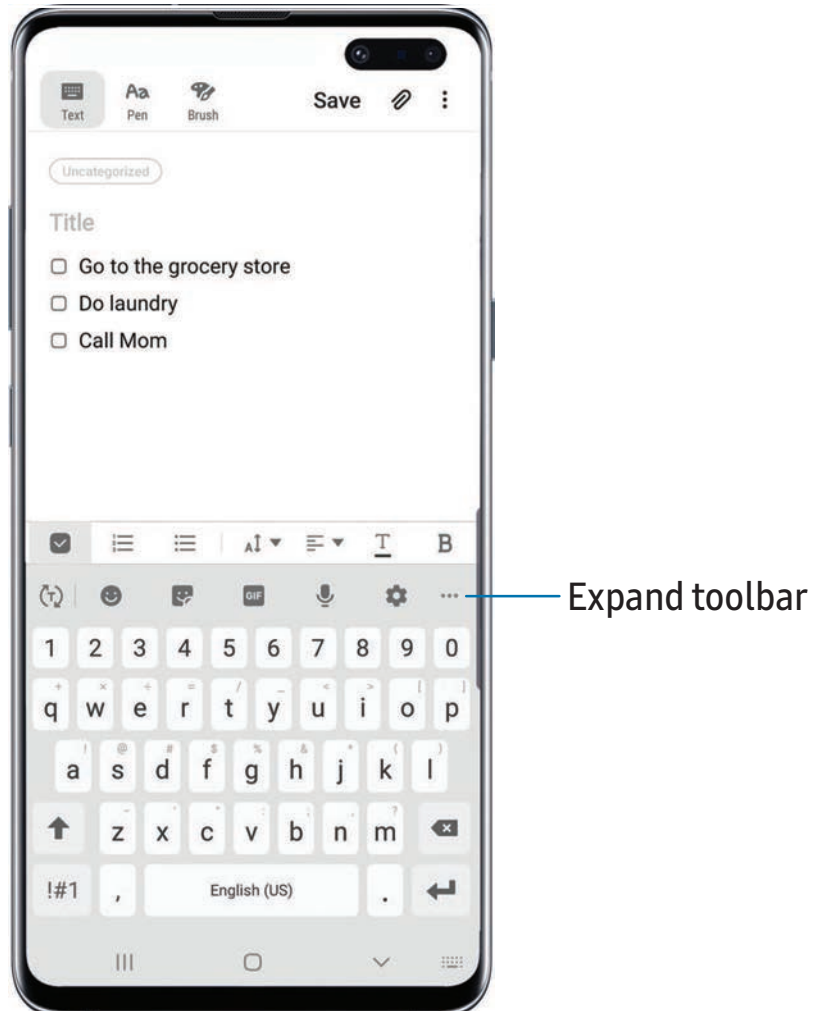 Aa
Save
Text Pen Brush
Uncategorized
Title
Go to the grocery store
Do laundry
Call Mom
A T B
T GIF
Expand toolbar
1 2 3 4 5 6 7 8 9 0
+ × ÷ = / _ < > [ ]
q w e r t y u i o p
! @ # $ % & * ( )
a s d f g h j k l
- ' " : ; , ?
z x c v b n m
!#1 , English (US) .